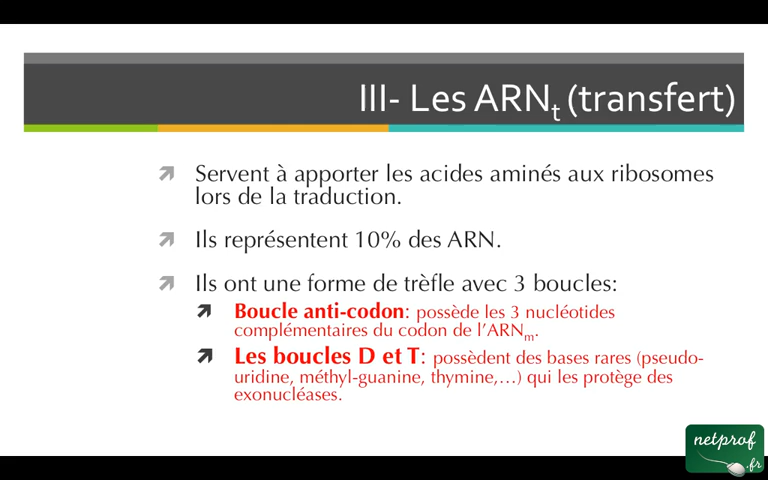 III- Les ARNt (transfert)
Servent à apporter les acides aminés aux ribosomes
lors de la traduction.
Ils représentent 10% des ARN.
Ils ont une forme de trèfle avec 3 boucles:
Boucle anti-codon: possède les 3 nucléotides
complémentaires du codon de l'ARNm.
Les boucles D et T: possèdent des bases rares (pseudo-
uridine, méthyl-guanine, thymine,...) qui les protège des
exonucléases.
netprof
.fr